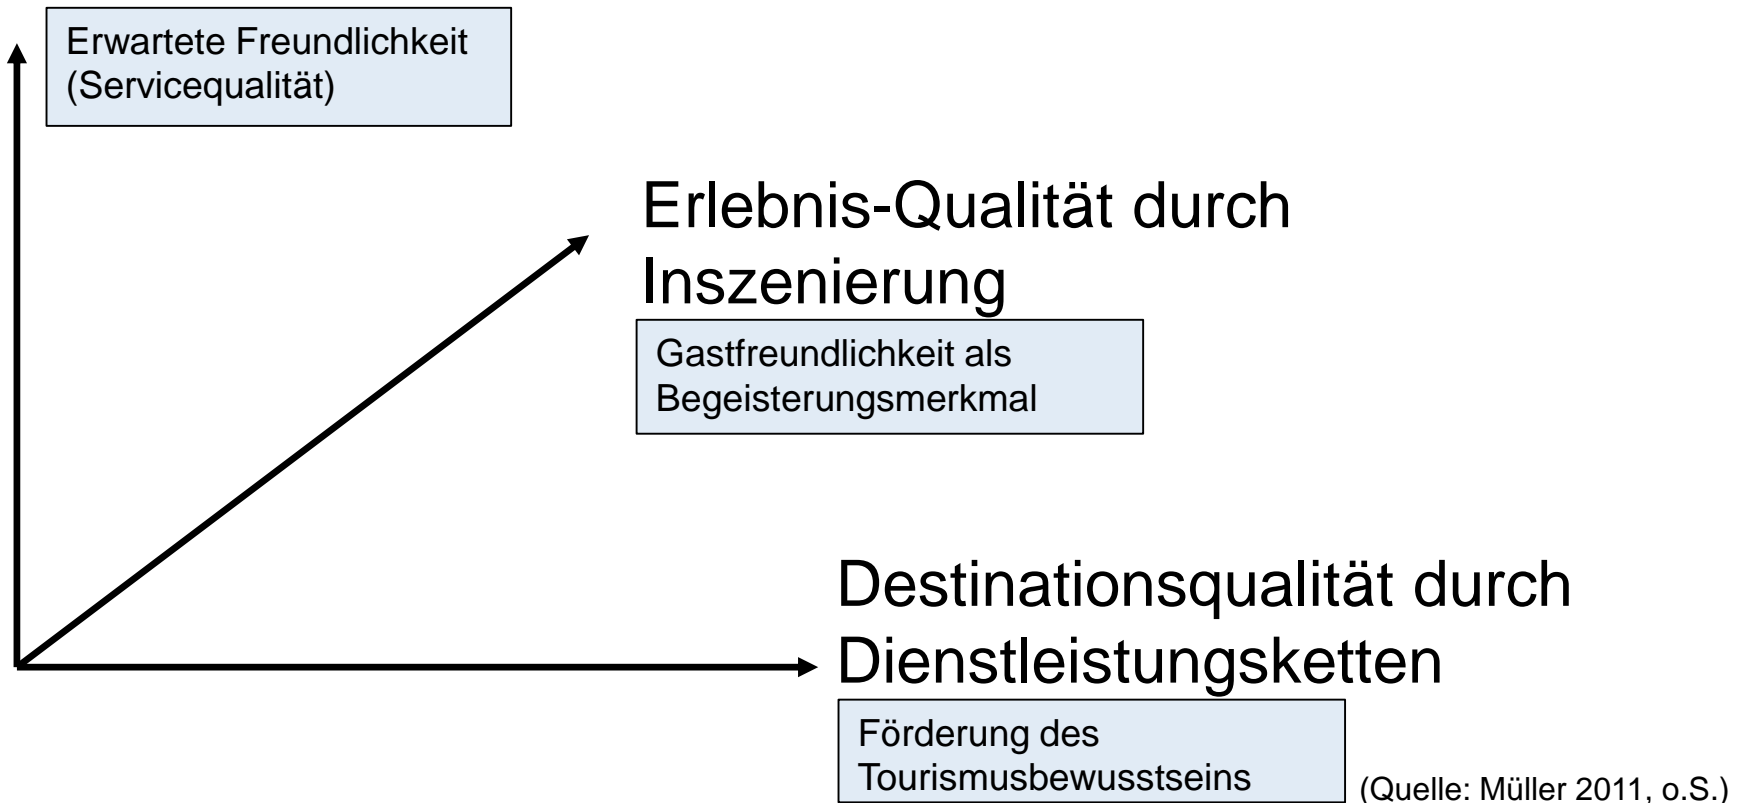 Erwartete Freundlichkeit
(Servicequalität)
Erlebnis-Qualität durch
Inszenierung
Gastfreundlichkeit als
Begeisterungsmerkmal
Destinationsqualität durch
Dienstleistungsketten
Förderung des
Tourismusbewusstseins
(Quelle: Müller 2011, o.S.)